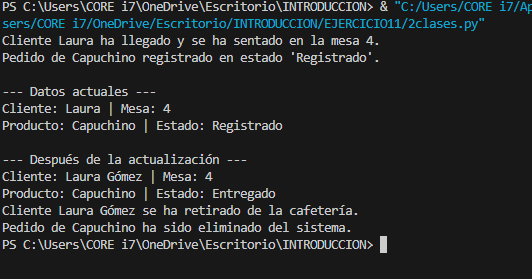 PS C:\Users\CORE i7\OneDrive\Escritorio\INTRODUCCION> & "C:/Users/CORE i7/Ap
sers/CORE i7/OneDrive/Escritorio/INTRODUCCION/EJERCICIO11/2clases.py"
Cliente Laura ha llegado y se ha sentado en la mesa 4.
Pedido de Capuchino registrado en estado 'Registrado'.
--- Datos actuales ---
Cliente: Laura | Mesa: 4
Producto: Capuchino | Estado: Registrado
--- Después de la actualización ---
Cliente: Laura Gómez | Mesa: 4
Producto: Capuchino | Estado: Entregado
Cliente Laura Gómez se ha retirado de la cafetería.
Pedido de Capuchino ha sido eliminado del sistema.
PS C:\Users\CORE i7\OneDrive\Escritorio\INTRODUCCION>